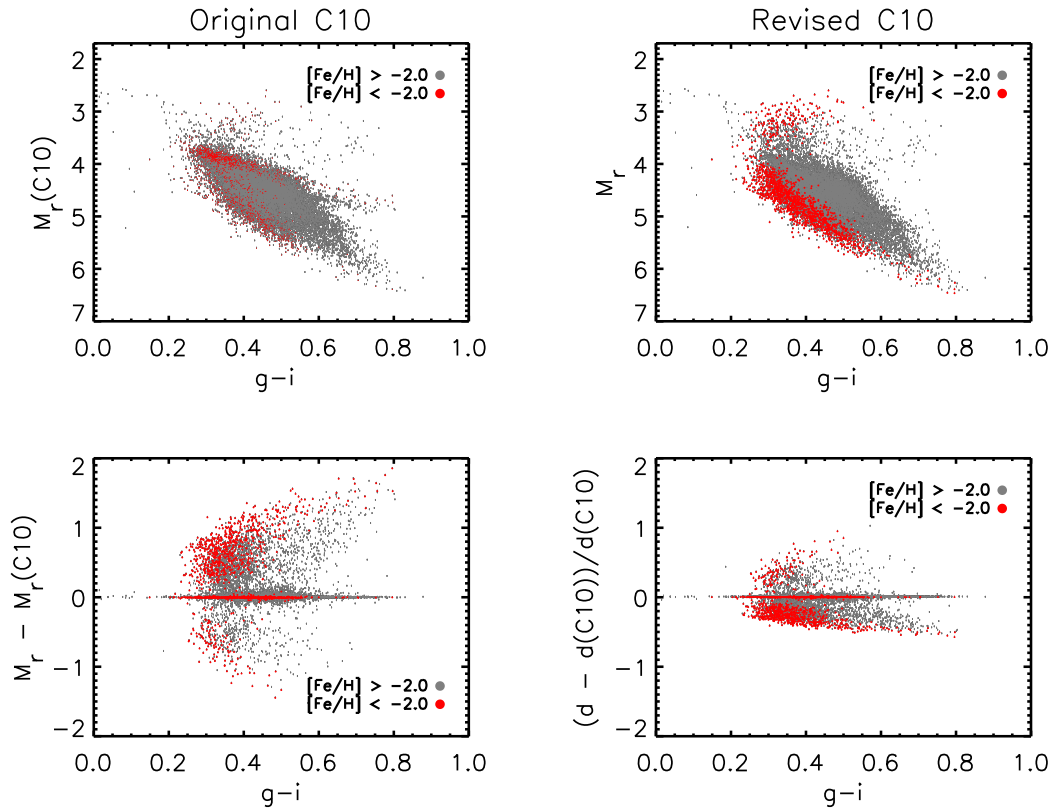 Original C10
2
3
4
5
6
7
M_r(C10)
[Fe/H] > -2.0
[Fe/H] < -2.0
0.0 0.2 0.4 0.6 0.8 1.0
g-i
Revised C10
2
3
4
5
6
7
M_r
[Fe/H] > -2.0
[Fe/H] < -2.0
0.0 0.2 0.4 0.6 0.8 1.0
g-i
2
1
0
-1
-2
M_r - M_r(C10)
[Fe/H] > -2.0
[Fe/H] < -2.0
0.0 0.2 0.4 0.6 0.8 1.0
g-i
2
1
0
-1
-2
(d - d(C10))/d(C10)
[Fe/H] > -2.0
[Fe/H] < -2.0
0.0 0.2 0.4 0.6 0.8 1.0
g-i